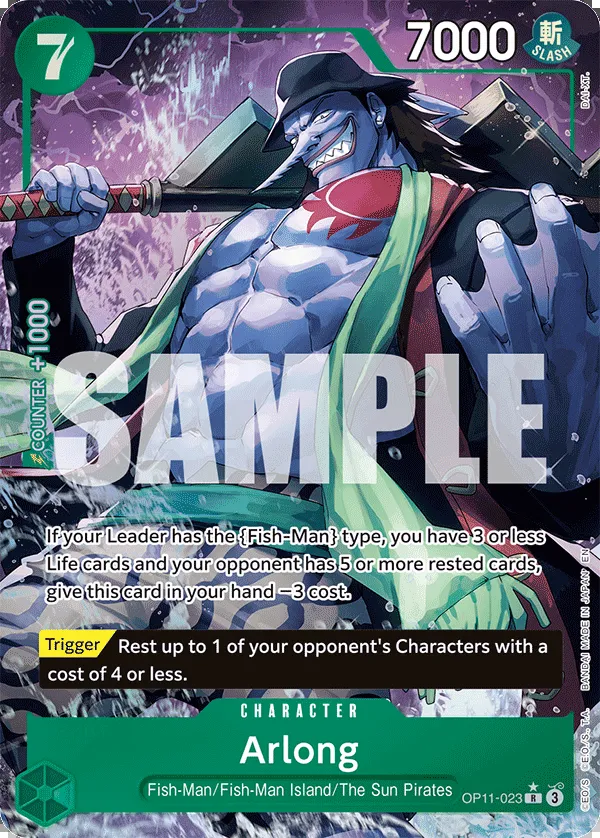 7
7000
斬
SLASH
DAI-XT.
COUNTER +1000
SAMPLE
If your Leader has the {Fish-Man} type, you have 3 or less
Life cards and your opponent has 5 or more rested cards,
give this card in your hand −3 cost.
Trigger Rest up to 1 of your opponent's Characters with a
cost of 4 or less.
CHARACTER
Arlong
Fish-Man/Fish-Man Island/The Sun Pirates
OP11-023 R 3
©E.O/S. ©E.O/S., T.A. BANDAI MADE IN JAPAN EN